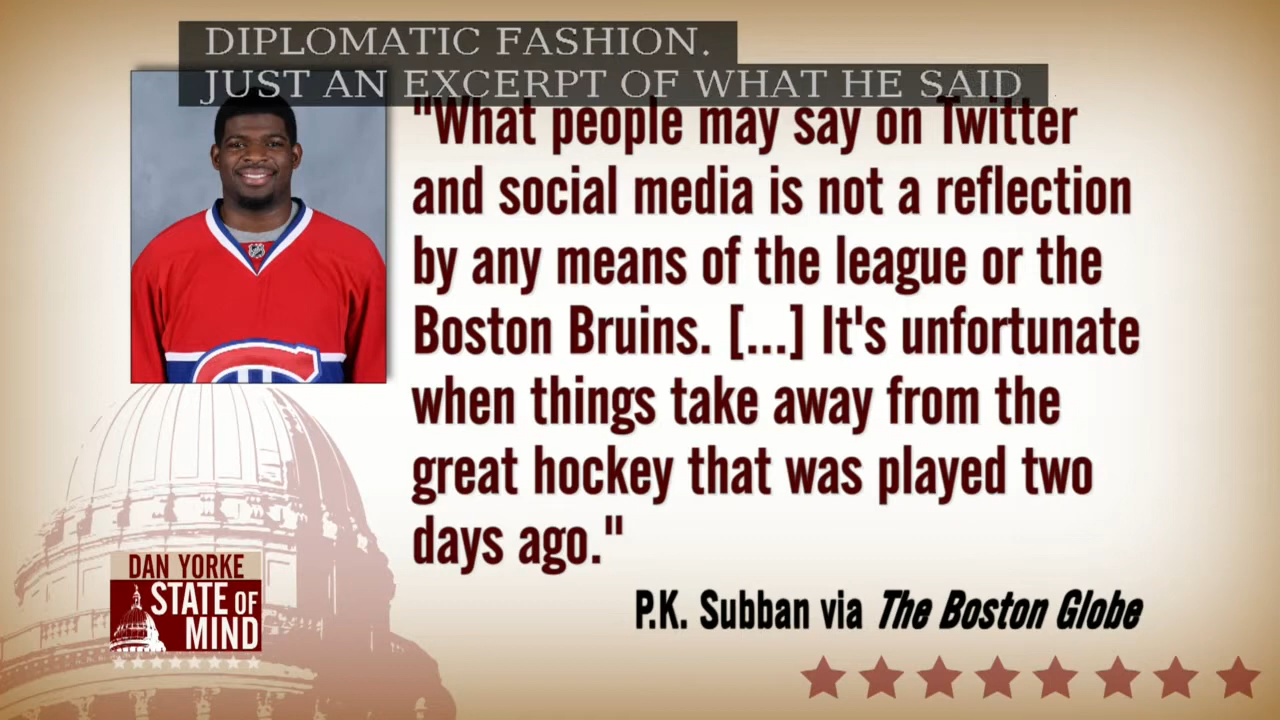 DIPLOMATIC FASHION.
JUST AN EXCERPT OF WHAT HE SAID
"What people may say on Twitter
and social media is not a reflection
by any means of the league or the
Boston Bruins. [...] It's unfortunate
when things take away from the
great hockey that was played two
days ago."
P.K. Subban via The Boston Globe
DAN YORKE
STATE OF
MIND